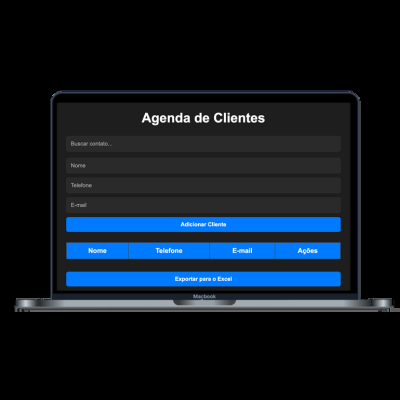 Agenda de Clientes
Buscar contato...
Nome
Telefone
E-mail
Adicionar Cliente
Nome Telefone E-mail Ações
Exportar para o Excel
Macbook